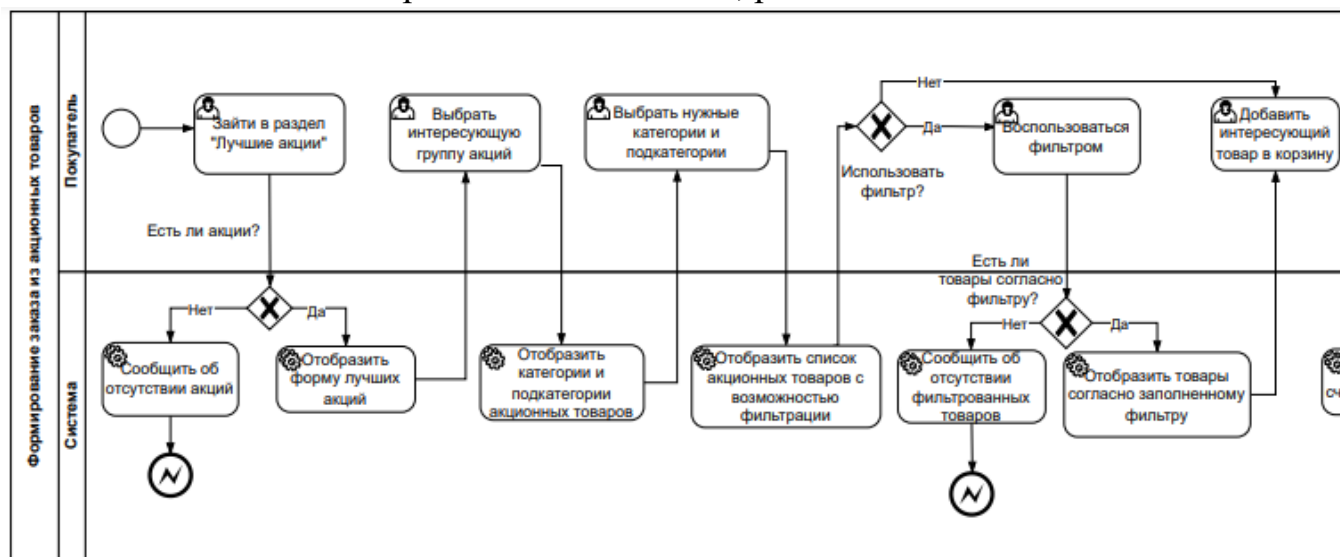 Формирование заказа из акционных товаров
Покупатель
Зайти в раздел
"Лучшие акции"
Есть ли акции?
Выбрать
интересующую
группу акций
Выбрать нужные
категории и
подкатегории
Использовать
фильтр?
Нет
Да
Воспользоваться
фильтром
Добавить
интересующий
товар в корзину
Система
Нет
Да
Сообщить об
отсутствии акций
Отобразить
форму лучших
акций
Отобразить
категории и
подкатегории
акционных товаров
Отобразить список
акционных товаров с
возможностью
фильтрации
Есть ли
товары согласно
фильтру?
Нет
Да
Сообщить об
отсутствии
фильтрованных
товаров
Отобразить товары
согласно заполненному
фильтру